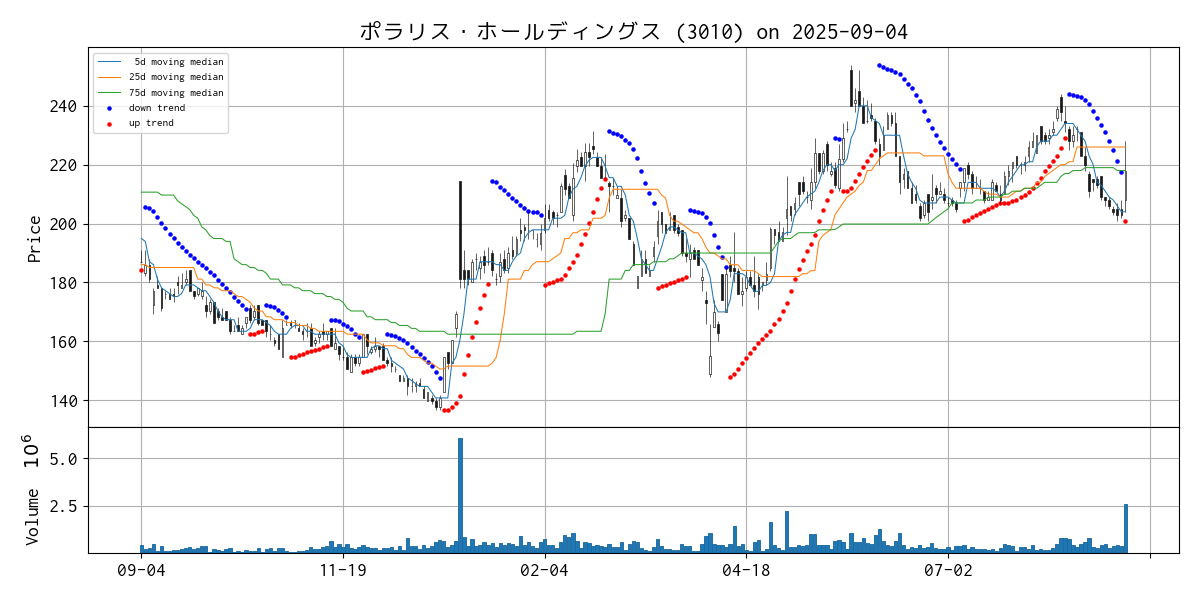 ポラリス・ホールディングス (3010) on 2025-09-04
5d moving median
25d moving median
75d moving median
down trend
up trend
Price
240
220
200
180
160
140
Volume 10^6
5.0
2.5
09-04 11-19 02-04 04-18 07-02